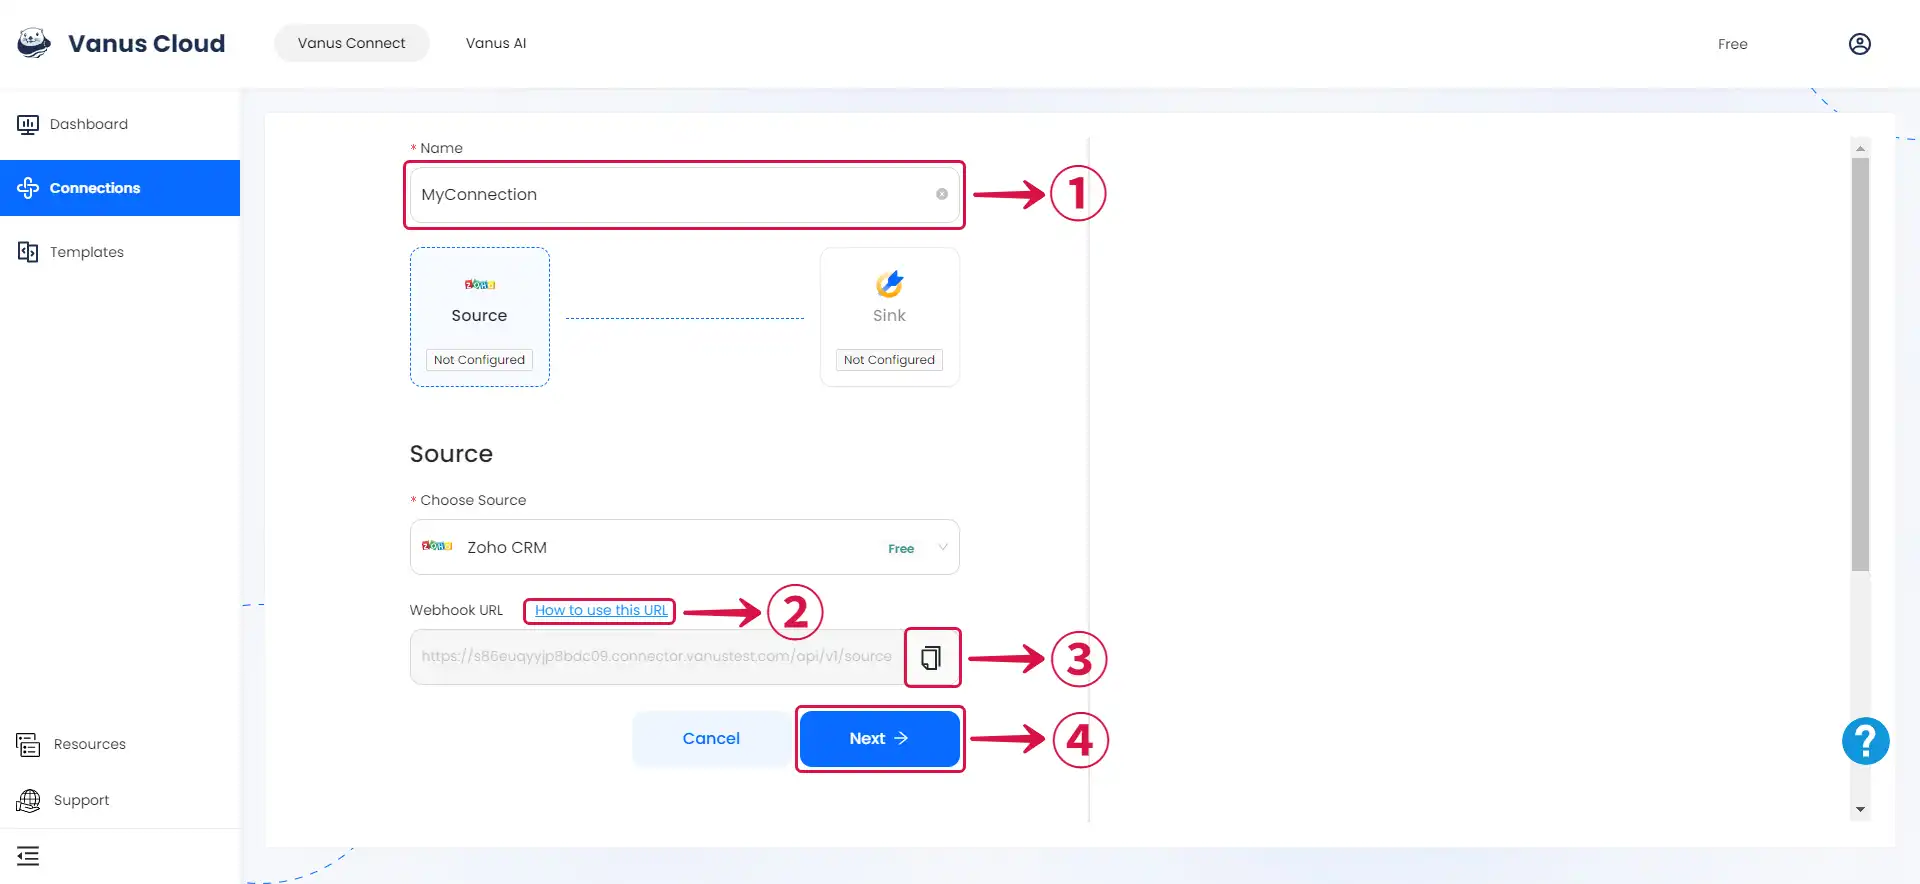 Vanus Cloud
Vanus Connect
Vanus AI
Free
Dashboard
Connections
Templates
Resources
Support
* Name
MyConnection
1
ZOHO
Source
Not Configured
Sink
Not Configured
Source
* Choose Source
ZOHO
Zoho CRM
Free
Webhook URL
How to use this URL
2
https://s86euqyyjp8bdc09.connector.vanustest.com/api/v1/source
3
Cancel
Next
4
?